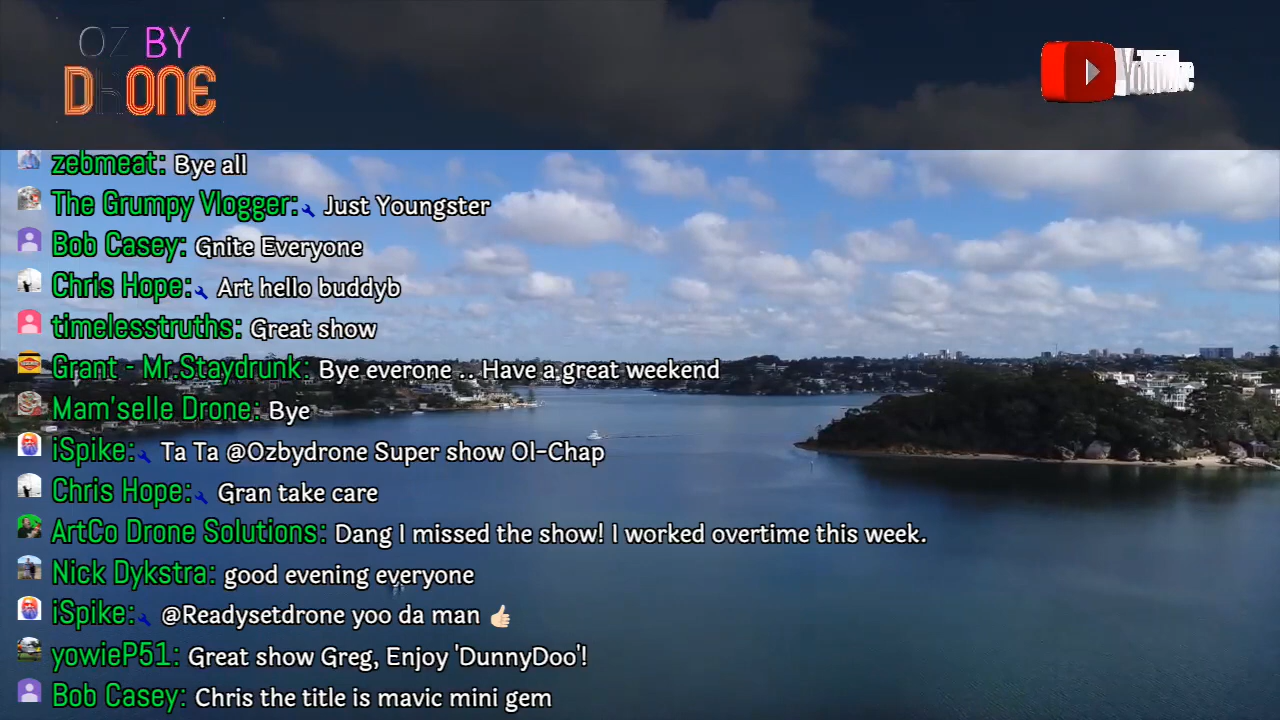 OZ BY
DRONE
YouTube
zebmeat: Bye all
The Grumpy Vlogger: Just Youngster
Bob Casey: Gnite Everyone
Chris Hope: Art hello buddyb
timelesstruths: Great show
Grant - Mr.Staydrunk: Bye everone .. Have a great weekend
Mam'selle Drone: Bye
iSpike: Ta Ta @Ozbydrone Super show Ol-Chap
Chris Hope: Gran take care
ArtCo Drone Solutions: Dang I missed the show! I worked overtime this week.
Nick Dykstra: good evening everyone
iSpike: @Readysetdrone yoo da man 👍🏻
yowieP51: Great show Greg, Enjoy 'DunnyDoo'!
Bob Casey: Chris the title is mavic mini gem